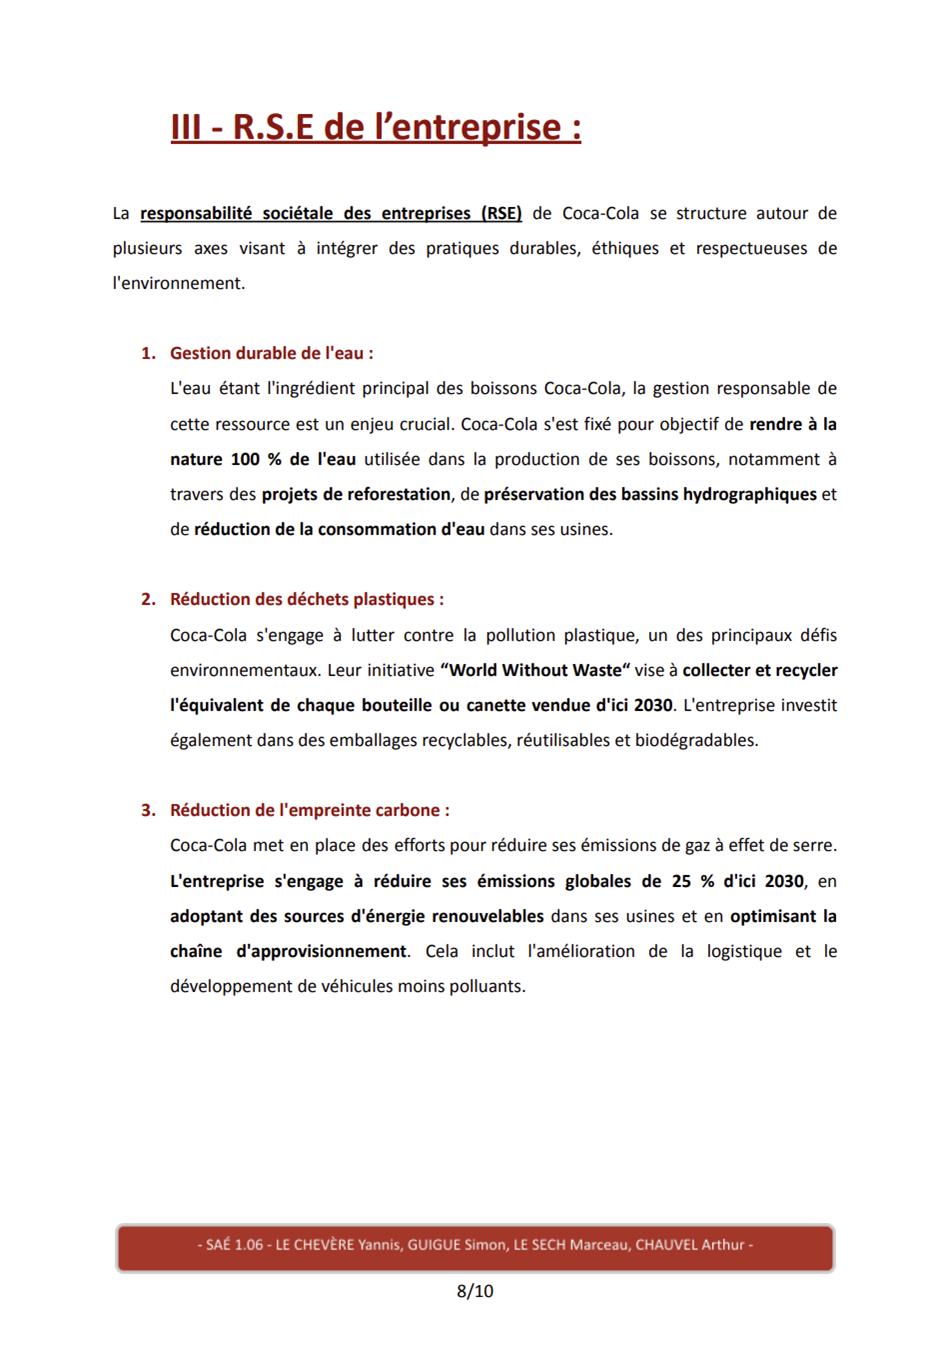 III - R.S.E de l’entreprise :
La responsabilité sociétale des entreprises (RSE) de Coca-Cola se structure autour de
plusieurs axes visant à intégrer des pratiques durables, éthiques et respectueuses de
l'environnement.
1. Gestion durable de l'eau :
L'eau étant l'ingrédient principal des boissons Coca-Cola, la gestion responsable de
cette ressource est un enjeu crucial. Coca-Cola s'est fixé pour objectif de rendre à la
nature 100 % de l'eau utilisée dans la production de ses boissons, notamment à
travers des projets de reforestation, de préservation des bassins hydrographiques et
de réduction de la consommation d'eau dans ses usines.
2. Réduction des déchets plastiques :
Coca-Cola s'engage à lutter contre la pollution plastique, un des principaux défis
environnementaux. Leur initiative “World Without Waste“ vise à collecter et recycler
l'équivalent de chaque bouteille ou canette vendue d'ici 2030. L'entreprise investit
également dans des emballages recyclables, réutilisables et biodégradables.
3. Réduction de l'empreinte carbone :
Coca-Cola met en place des efforts pour réduire ses émissions de gaz à effet de serre.
L'entreprise s'engage à réduire ses émissions globales de 25 % d'ici 2030, en
adoptant des sources d'énergie renouvelables dans ses usines et en optimisant la
chaîne d'approvisionnement. Cela inclut l'amélioration de la logistique et le
développement de véhicules moins polluants.
- SAÉ 1.06 - LE CHEVÈRE Yannis, GUIGUE Simon, LE SECH Marceau, CHAUVEL Arthur -
8/10